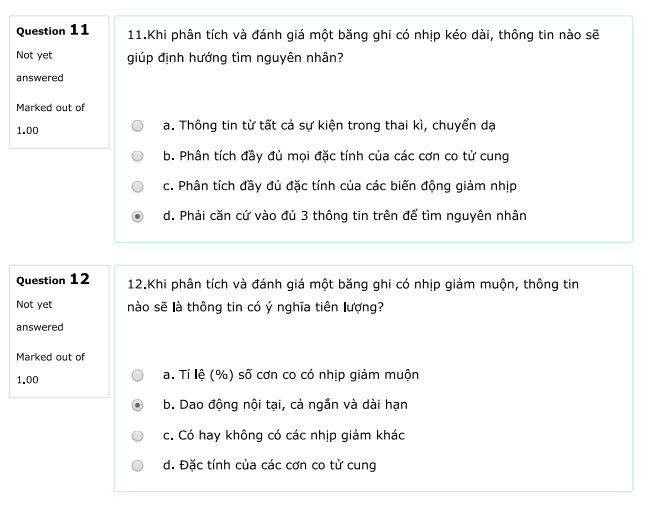 Question 11
Not yet
answered
Marked out of
1.00
11.Khi phân tích và đánh giá một băng ghi có nhịp kéo dài, thông tin nào sẽ
giúp định hướng tìm nguyên nhân?
a. Thông tin từ tất cả sự kiện trong thai kì, chuyển dạ
b. Phân tích đầy đủ mọi đặc tính của các cơn co tử cung
c. Phân tích đầy đủ đặc tính của các biến động giảm nhịp
d. Phải căn cứ vào đủ 3 thông tin trên để tìm nguyên nhân
Question 12
Not yet
answered
Marked out of
1.00
12.Khi phân tích và đánh giá một băng ghi có nhịp giảm muộn, thông tin
nào sẽ là thông tin có ý nghĩa tiên lượng?
a. Tỉ lệ (%) số cơn co có nhịp giảm muộn
b. Dao động nội tại, cả ngắn và dài hạn
c. Có hay không có các nhịp giảm khác
d. Đặc tính của các cơn co tử cung